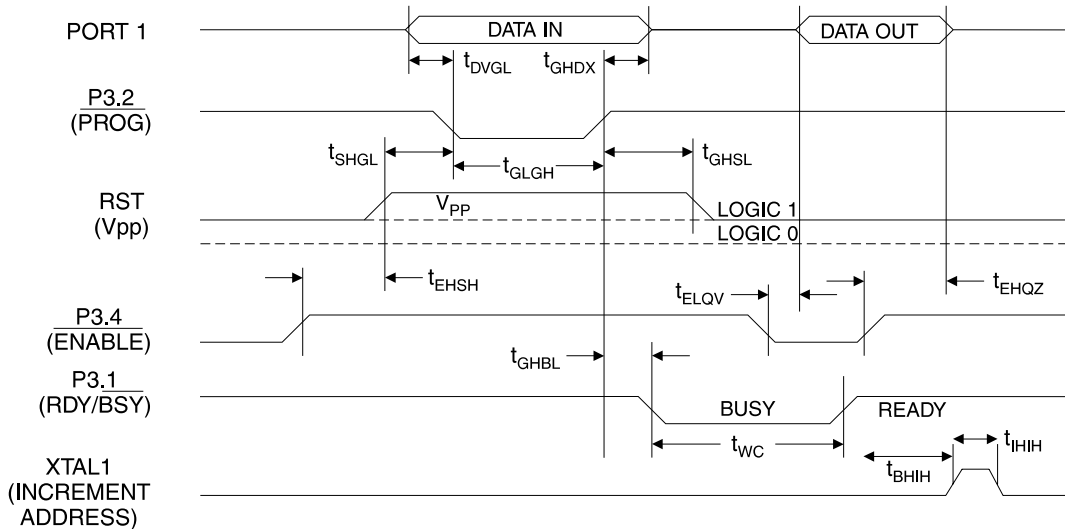 PORT 1
DATA IN
DATA OUT
tDVGL
tGHDX
P3.2
(PROG)
tSHGL
tGLGH
tGHSL
RST
(Vpp)
VPP
LOGIC 1
LOGIC 0
tEHSH
tELQV
tEHQZ
P3.4
(ENABLE)
tGHBL
P3.1
(RDY/BSY)
BUSY
READY
tWC
tIHIH
tBHIH
XTAL1
(INCREMENT
ADDRESS)